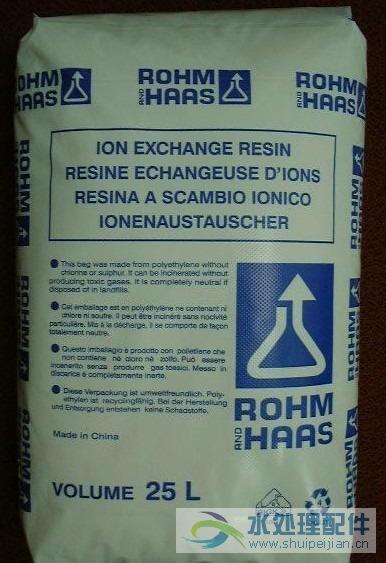 ROHM
AND HAAS
ROHM
AND HAAS
ION EXCHANGE RESIN
RESINE ECHANGEUSE D'IONS
RESINA A SCAMBIO IONICO
IONENAUSTAUSCHER
This bag was made from polyethylene without
chlorine or sulphur. It can be incinerated without
producing toxic gases. It is completely neutral if
disposed of in landfills.
Cet emballage est en polyéthylène ne contenant ni
chlore ni soufre. Il peut être incinéré sans nocivité
particulière. Mis à la décharge, il se comporte de façon
totalement neutre.
Questo imballagio è prodotto con polietilene che
non contiene nè cloro nè zolfo. Può essere
incenerito senza produrre gas tossico. Messo in
discarica è completamente inerte.
Diese Verpackung ist umweltfreundlich. Poly-
ethylen ist recyclingfähig. Bei der Herstellung
und Entsorgung entstehen keine Schadstoffe.
ROHM
AND HAAS
Made in China
VOLUME 25 L
水处理配件
www.shuipeijian.cn